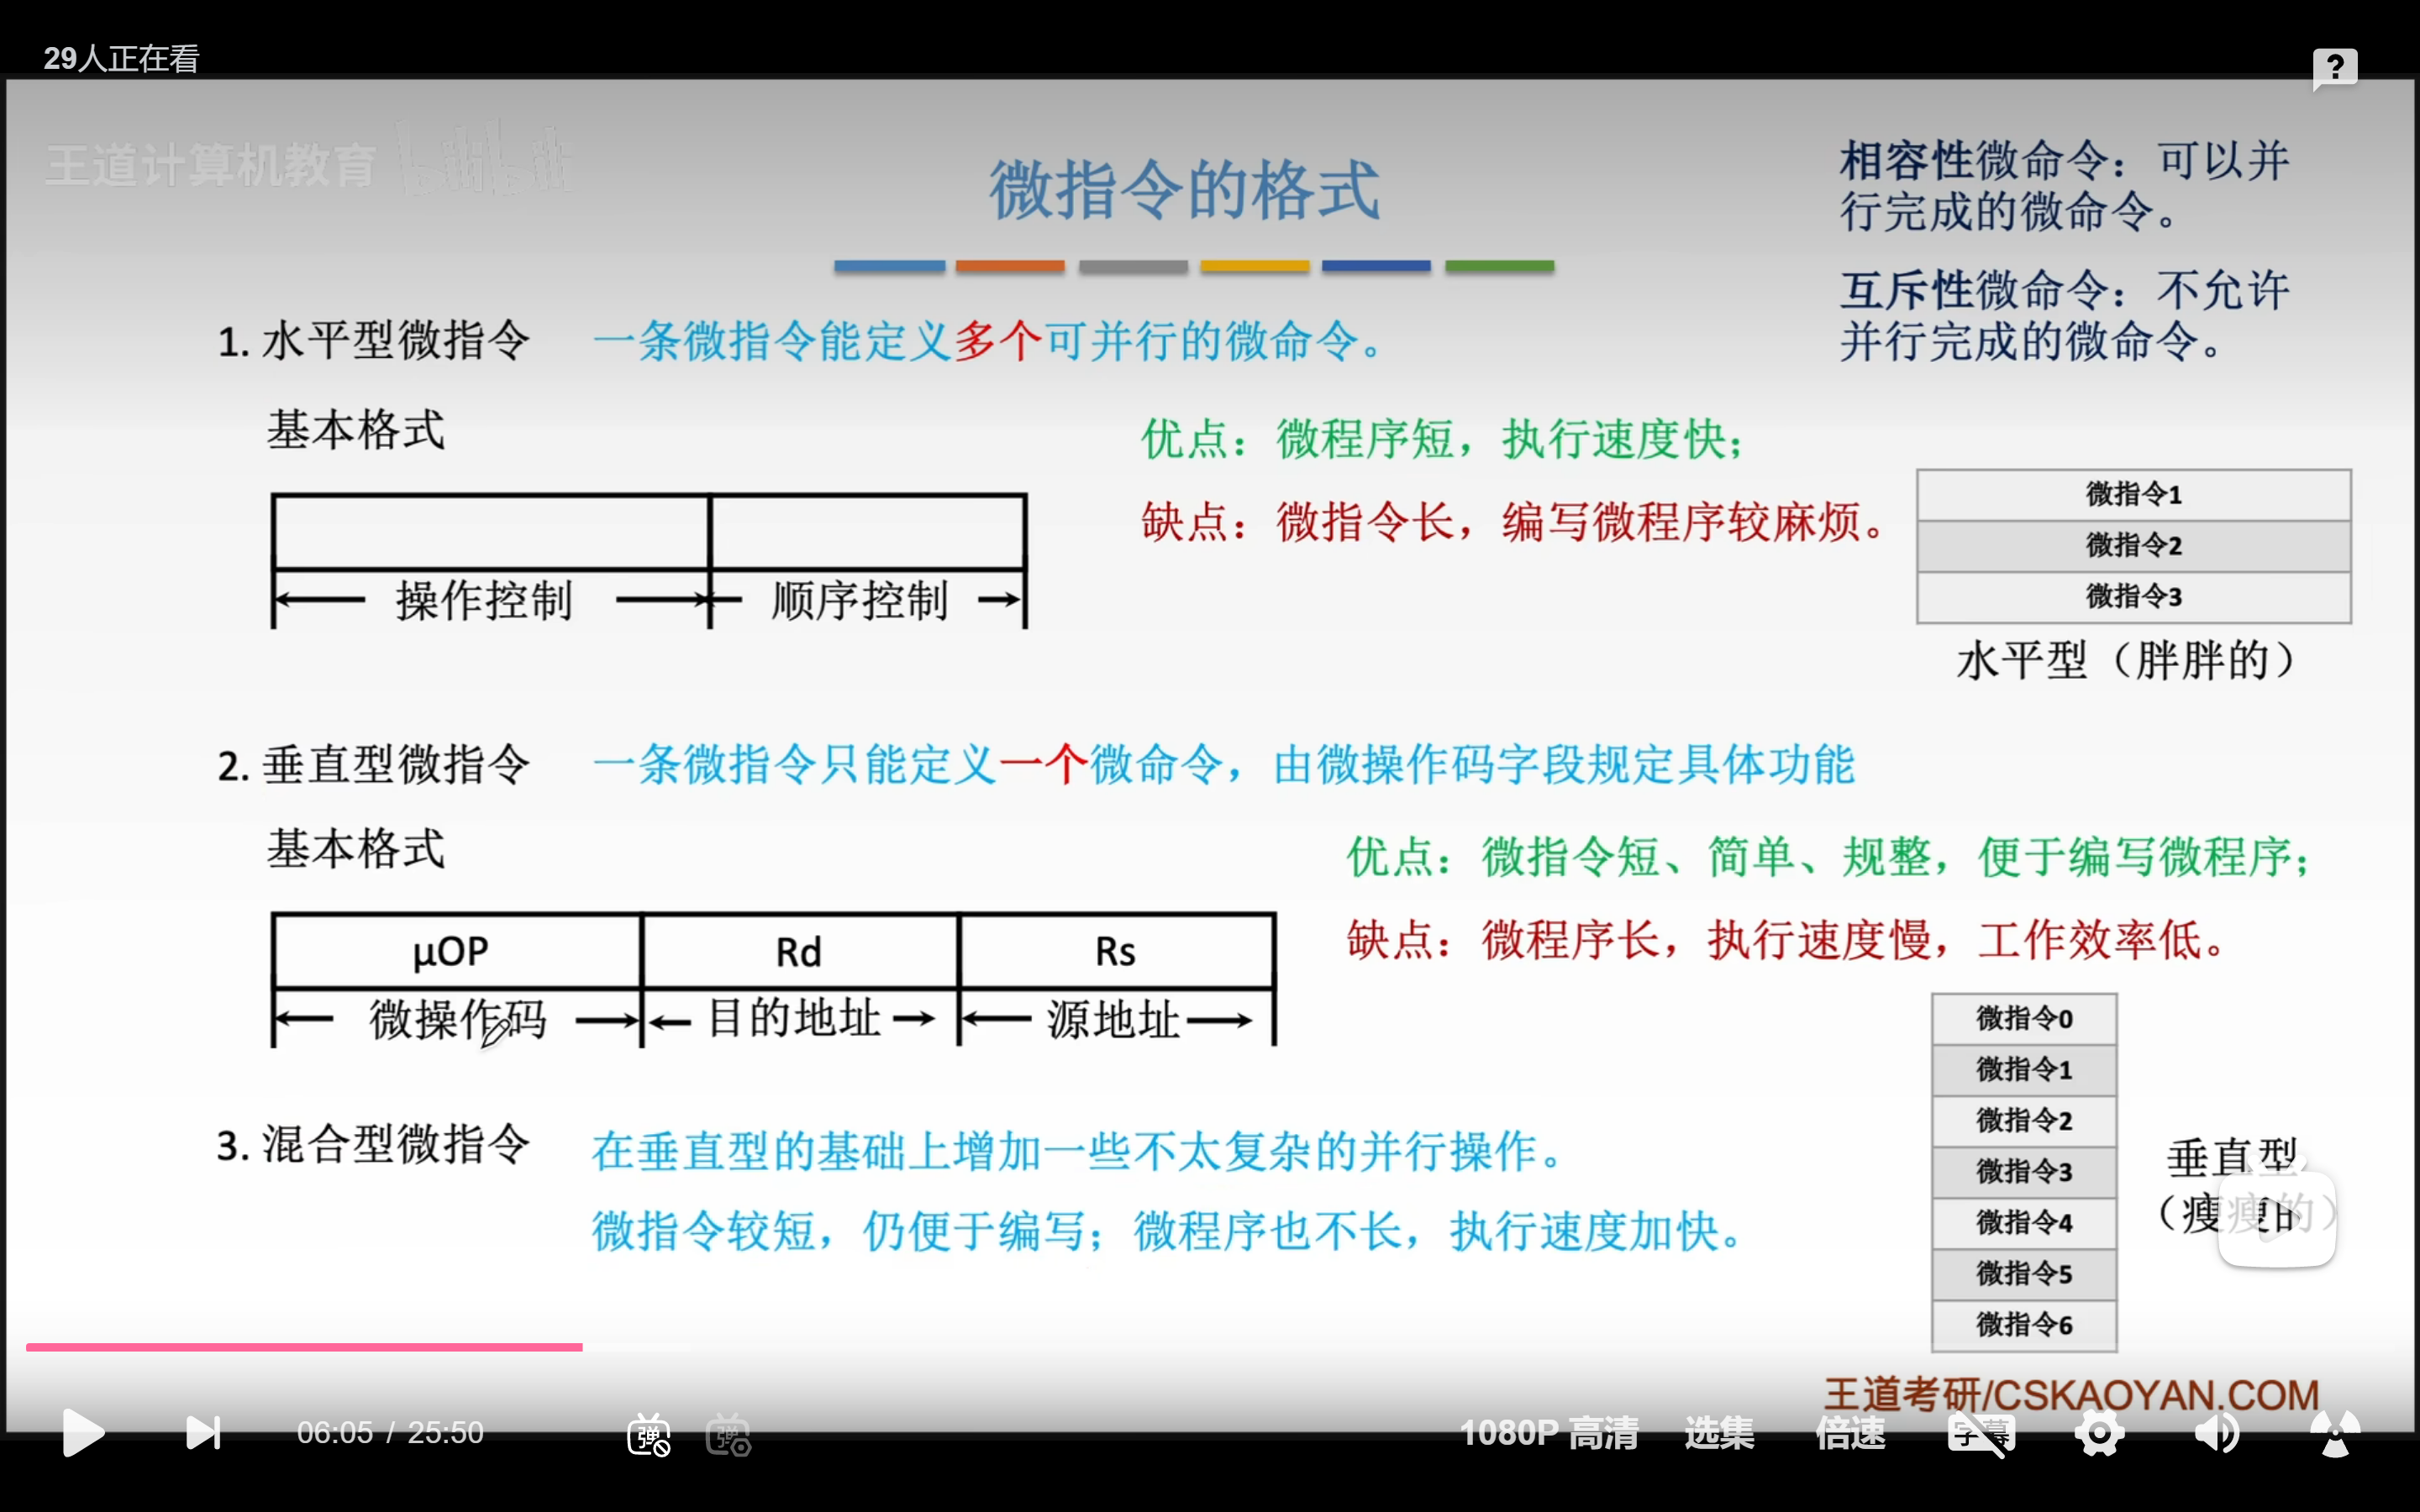 29人正在看
?
王道计算机教育 bilibili
微指令的格式
相容性微命令：可以并
行完成的微命令。
互斥性微命令：不允许
并行完成的微命令。
1. 水平型微指令 一条微指令能定义多个可并行的微命令。
基本格式
优点：微程序短，执行速度快；
缺点：微指令长，编写微程序较麻烦。
操作控制 顺序控制
微指令1
微指令2
微指令3
水平型（胖胖的）
2. 垂直型微指令 一条微指令只能定义一个微命令，由微操作码字段规定具体功能
基本格式
优点：微指令短、简单、规整，便于编写微程序；
缺点：微程序长，执行速度慢，工作效率低。
μOP Rd Rs
微操作码 目的地址 源地址
微指令0
微指令1
微指令2
微指令3
微指令4
微指令5
微指令6
垂直型
（瘦瘦的）
3. 混合型微指令 在垂直型的基础上增加一些不太复杂的并行操作。
微指令较短，仍便于编写；微程序也不长，执行速度加快。
王道考研/CSKAOYAN.COM
06:05 / 25:50 弹 弹 1080P 高清 选集 倍速 字幕